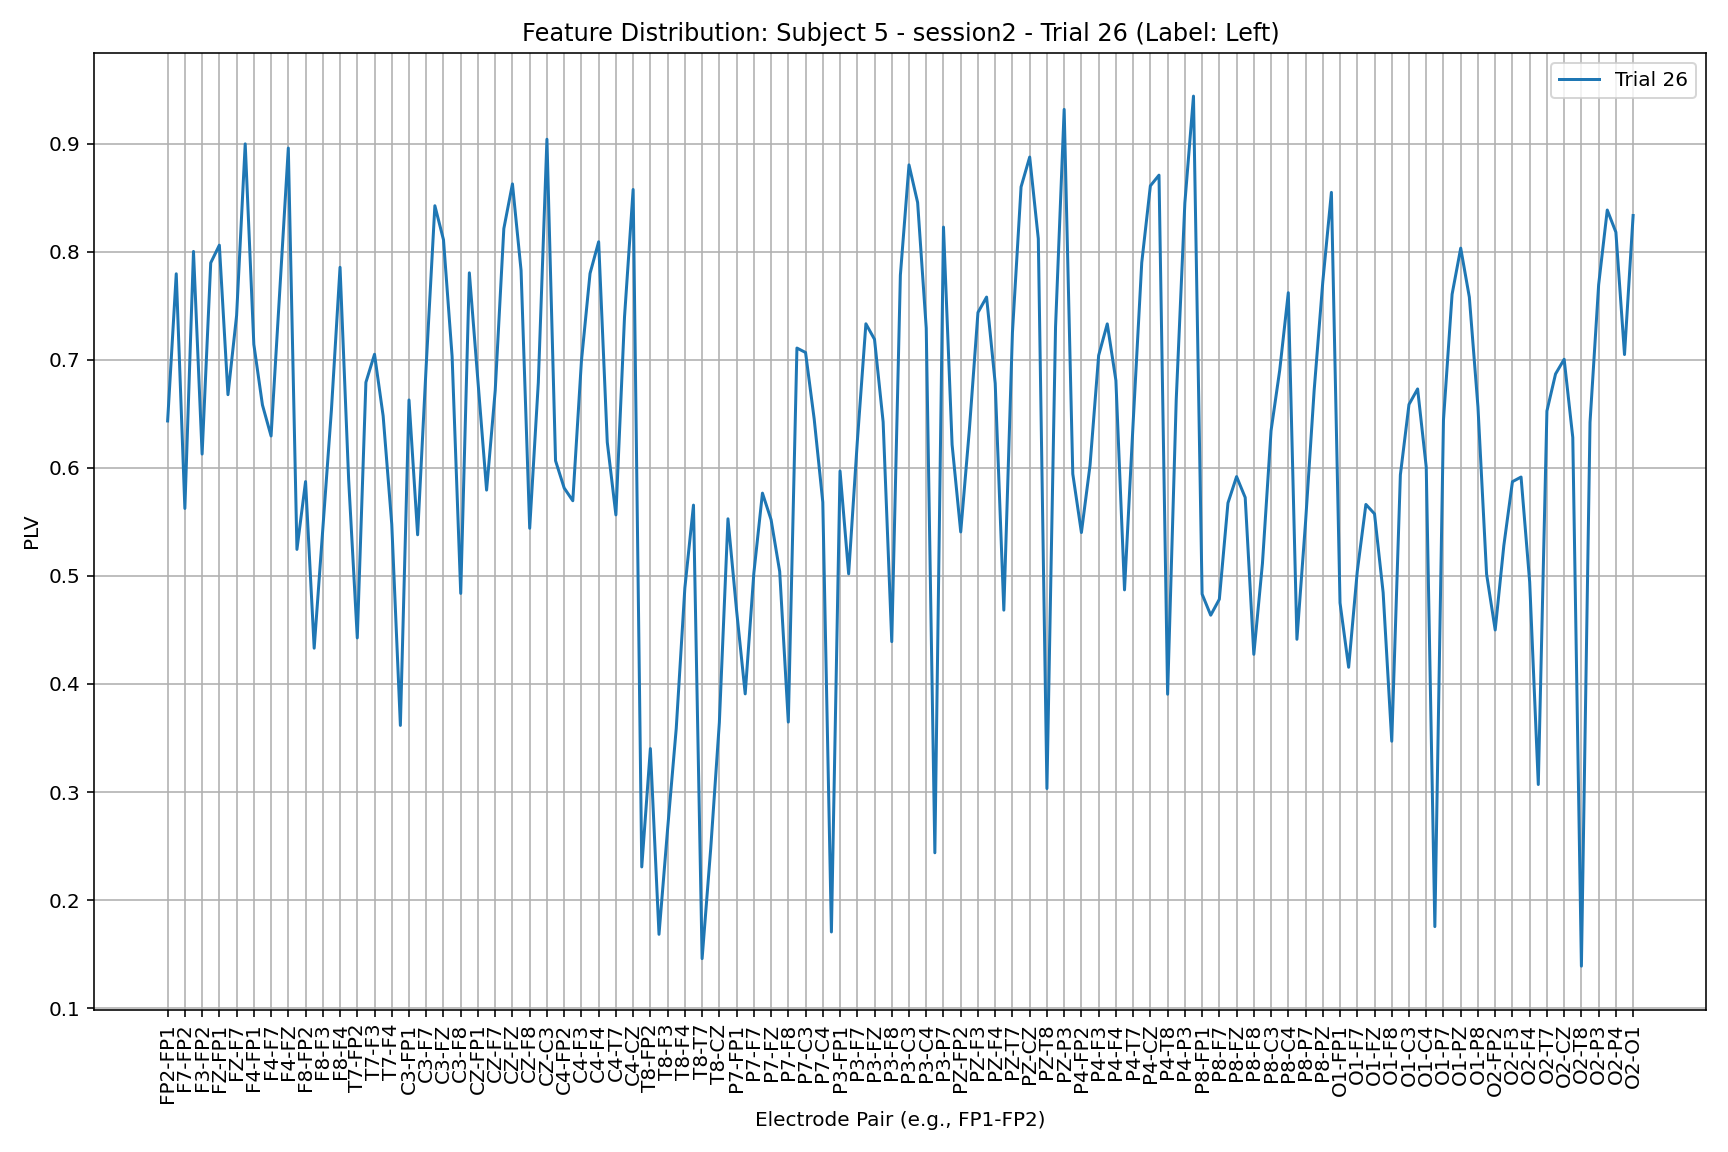 Feature Distribution: Subject 5 - session2 - Trial 26 (Label: Left)
Trial 26
PLV
0.9
0.8
0.7
0.6
0.5
0.4
0.3
0.2
0.1
FP2-FP1
F7-FP2
F3-FP2
FZ-FP1
FZ-F7
F4-FP1
F4-F7
F4-FZ
F8-FP2
F8-F3
F8-F4
T7-FP2
T7-F3
T7-F4
C3-FP1
C3-F7
C3-FZ
C3-F8
CZ-FP1
CZ-F7
CZ-FZ
CZ-F8
CZ-C3
C4-FP2
C4-F3
C4-F4
C4-T7
C4-CZ
T8-FP2
T8-F3
T8-F4
T8-T7
T8-CZ
P7-FP1
P7-F7
P7-FZ
P7-F8
P7-C3
P7-C4
P3-FP1
P3-F7
P3-FZ
P3-F8
P3-C3
P3-C4
P3-P7
PZ-FP2
PZ-F3
PZ-F4
PZ-T7
PZ-CZ
PZ-T8
PZ-P3
P4-FP2
P4-F3
P4-F4
P4-T7
P4-CZ
P4-T8
P4-P3
P8-FP1
P8-F7
P8-FZ
P8-F8
P8-C3
P8-C4
P8-P7
P8-PZ
O1-FP1
O1-F7
O1-FZ
O1-F8
O1-C3
O1-C4
O1-P7
O1-PZ
O1-P8
O2-FP2
O2-F3
O2-F4
O2-T7
O2-CZ
O2-T8
O2-P3
O2-P4
O2-O1
Electrode Pair (e.g., FP1-FP2)